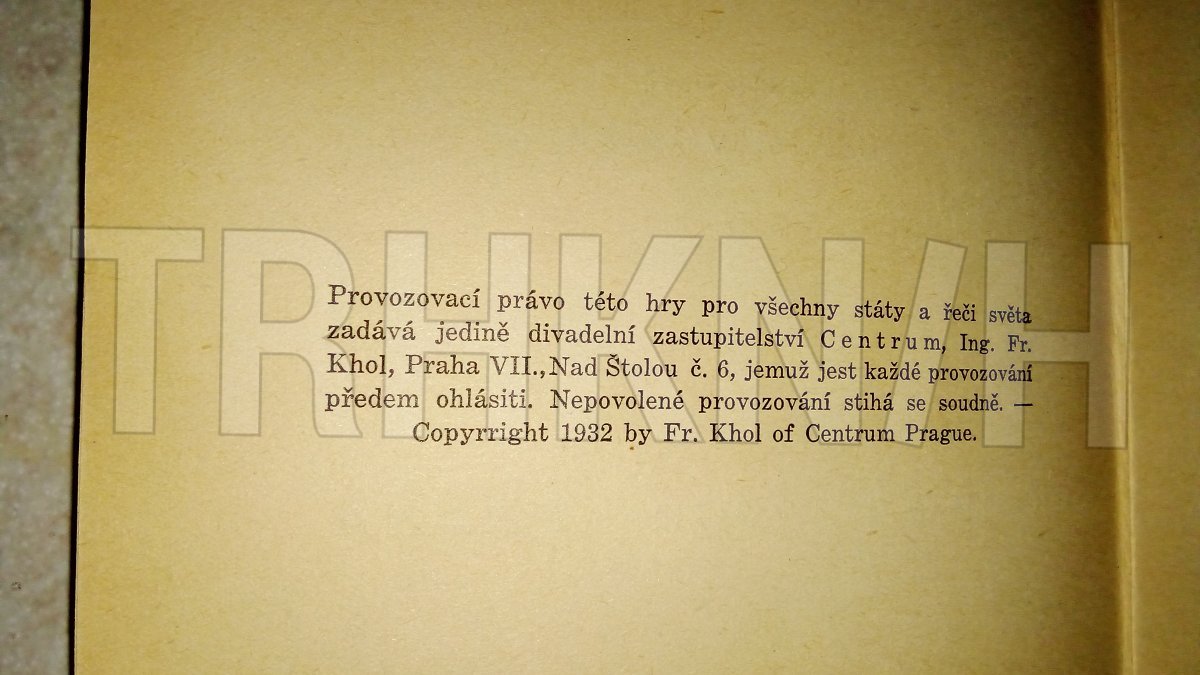 Provozovací právo této hry pro všechny státy a řeči světa
zadává jedině divadelní zastupitelství Centrum, Ing. Fr.
Khol, Praha VII., Nad Štolou č. 6, jemuž jest každé provozování
předem ohlásiti. Nepovolené provozování stihá se soudně. —
Copyrright 1932 by Fr. Khol of Centrum Prague.
TRHKNIH